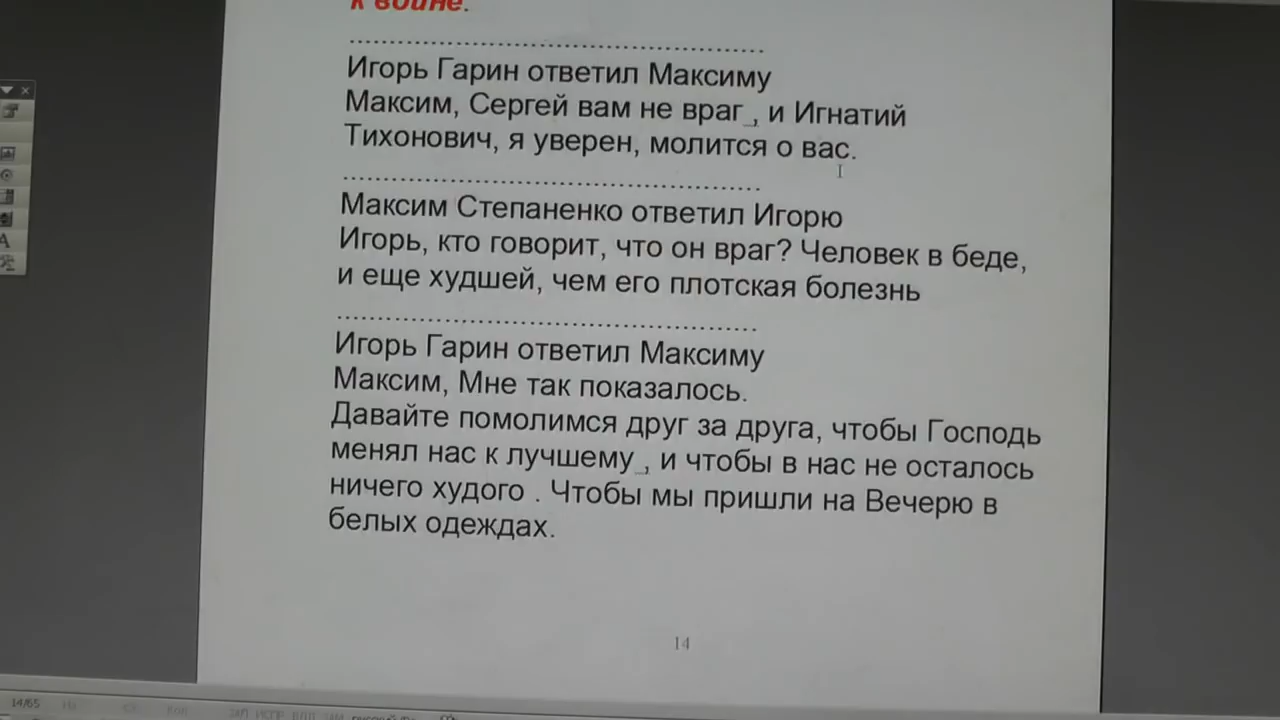 к войне.
....................................................
Игорь Гарин ответил Максиму
Максим, Сергей вам не враг , и Игнатий
Тихонович, я уверен, молится о вас.
....................................................
Максим Степаненко ответил Игорю
Игорь, кто говорит, что он враг? Человек в беде,
и еще худшей, чем его плотская болезнь
....................................................
Игорь Гарин ответил Максиму
Максим, Мне так показалось.
Давайте помолимся друг за друга, чтобы Господь
менял нас к лучшему , и чтобы в нас не осталось
ничего худого . Чтобы мы пришли на Вечерю в
белых одеждах.
14
14/65